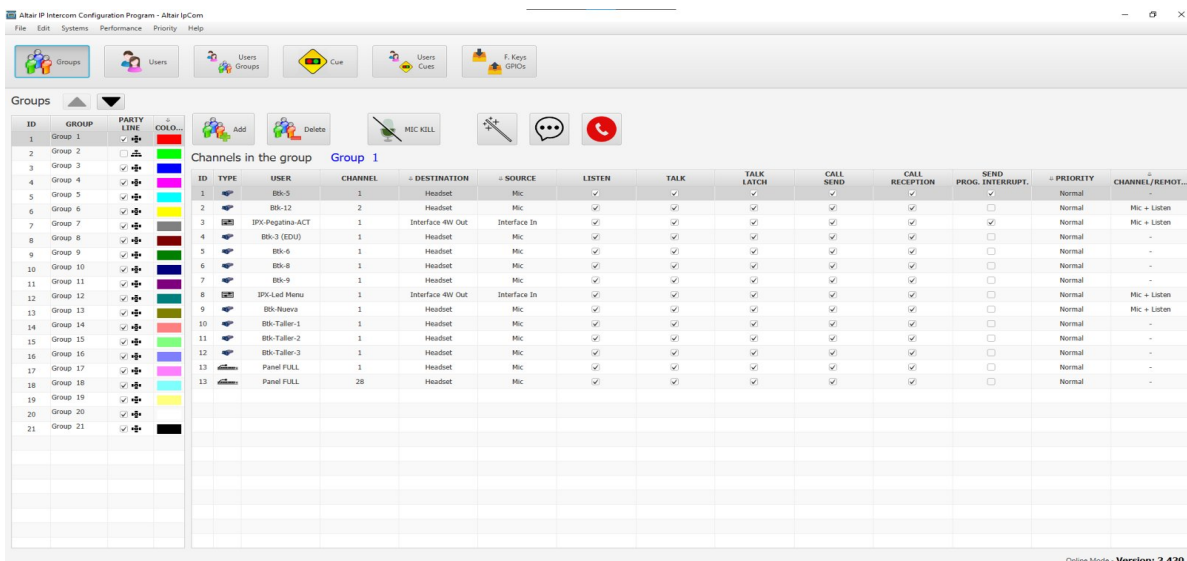 Altair IP Intercom Configuration Program - Altair IpCom
File Edit Systems Performance Priority Help
Groups Users Users Groups Cue Users Cues F. Keys GPIOs
Groups
ID GROUP PARTY LINE COLO...
1 Group 1
2 Group 2
3 Group 3
4 Group 4
5 Group 5
6 Group 6
7 Group 7
8 Group 8
9 Group 9
10 Group 10
11 Group 11
12 Group 12
13 Group 13
14 Group 14
15 Group 15
16 Group 16
17 Group 17
18 Group 18
19 Group 19
20 Group 20
21 Group 21
Add Delete MIC KILL
Channels in the group Group 1
ID TYPE USER CHANNEL DESTINATION SOURCE LISTEN TALK TALK LATCH CALL SEND CALL RECEPTION SEND PROG. INTERRUPT. PRIORITY CHANNEL/REMOT...
1 Btk-5 1 Headset Mic Normal -
2 Btk-12 2 Headset Mic Normal Mic + Listen
3 IPX-Pegatina-ACT 1 Interface 4W Out Interface In Normal Mic + Listen
4 Btk-3 (EDU) 1 Headset Mic Normal -
5 Btk-6 1 Headset Mic Normal -
6 Btk-8 1 Headset Mic Normal -
7 Btk-9 1 Headset Mic Normal -
8 IPX-Led Menu 1 Interface 4W Out Interface In Normal Mic + Listen
9 Btk-Nueva 1 Headset Mic Normal Mic + Listen
10 Btk-Taller-1 1 Headset Mic Normal -
11 Btk-Taller-2 1 Headset Mic Normal -
12 Btk-Taller-3 1 Headset Mic Normal -
13 Panel FULL 1 Headset Mic Normal -
13 Panel FULL 28 Headset Mic Normal -
Online Mode - Version: 2.420